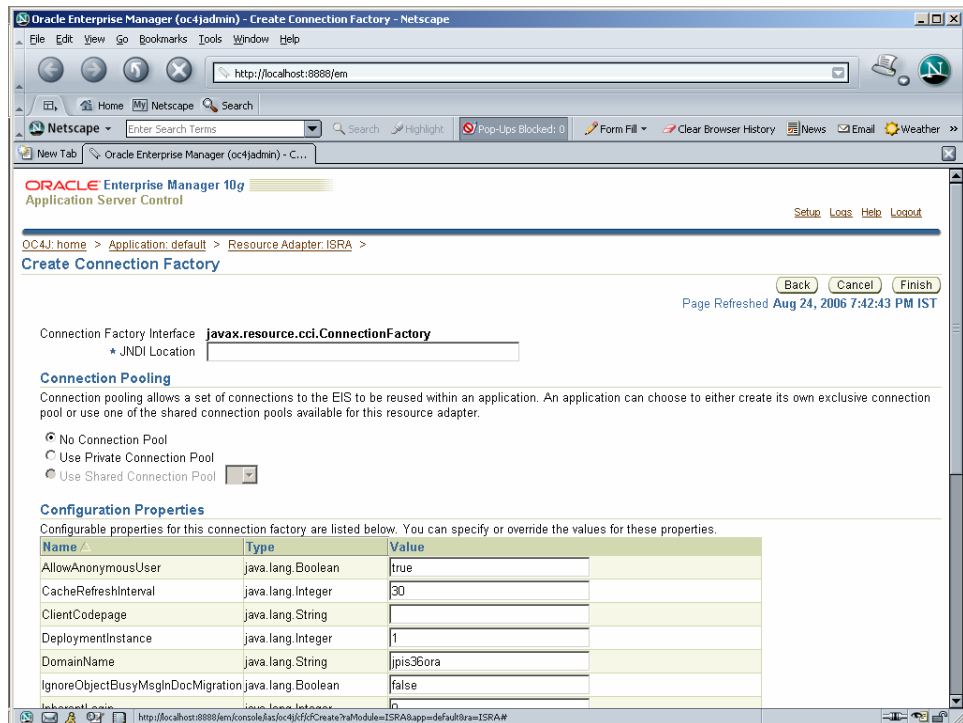 Oracle Enterprise Manager (oc4jadmin) - Create Connection Factory - Netscape
File Edit View Go Bookmarks Tools Window Help
http://localhost:8888/em
Home My Netscape Search
Netscape Enter Search Terms Search Highlight Pop-Ups Blocked: 0 Form Fill Clear Browser History News Email Weather »
New Tab Oracle Enterprise Manager (oc4jadmin) - C...
ORACLE Enterprise Manager 10g
Application Server Control
Setup Logs Help Logout
OC4J: home > Application: default > Resource Adapter: ISRA >
Create Connection Factory
Back Cancel Finish
Page Refreshed Aug 24, 2006 7:42:43 PM IST
Connection Factory Interface javax.resource.cci.ConnectionFactory
* JNDI Location
Connection Pooling
Connection pooling allows a set of connections to the EIS to be reused within an application. An application can choose to either create its own exclusive connection
pool or use one of the shared connection pools available for this resource adapter.
No Connection Pool
Use Private Connection Pool
Use Shared Connection Pool
Configuration Properties
Configurable properties for this connection factory are listed below. You can specify or override the values for these properties.
Name Type Value
AllowAnonymousUser java.lang.Boolean true
CacheRefreshInterval java.lang.Integer 30
ClientCodepage java.lang.String
DeploymentInstance java.lang.Integer 1
DomainName java.lang.String jpis36ora
IgnoreObjectBusyMsgInDocMigration java.lang.Boolean false
InherentLogin java.lang.Integer 0
http://localhost:8888/em/console/ias/oc4j/cf/cfCreate?raModule=ISRA&app=default&ra=ISRA#